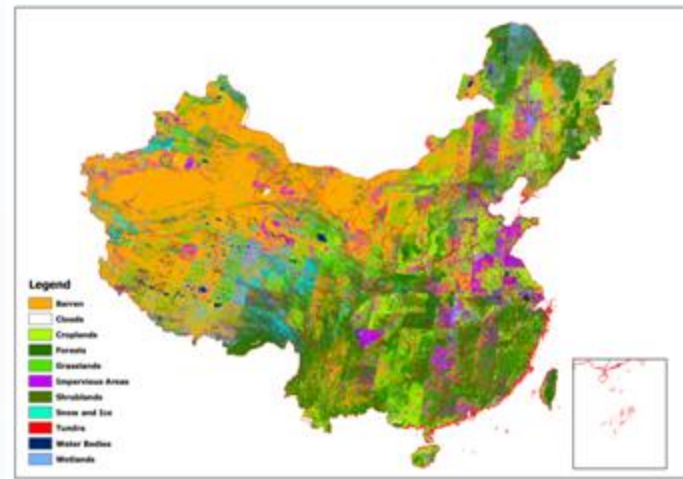 Legend
Barren
Clouds
Croplands
Forests
Grasslands
Impervious Areas
Shrublands
Snow and Ice
Tundra
Water Bodies
Wetlands